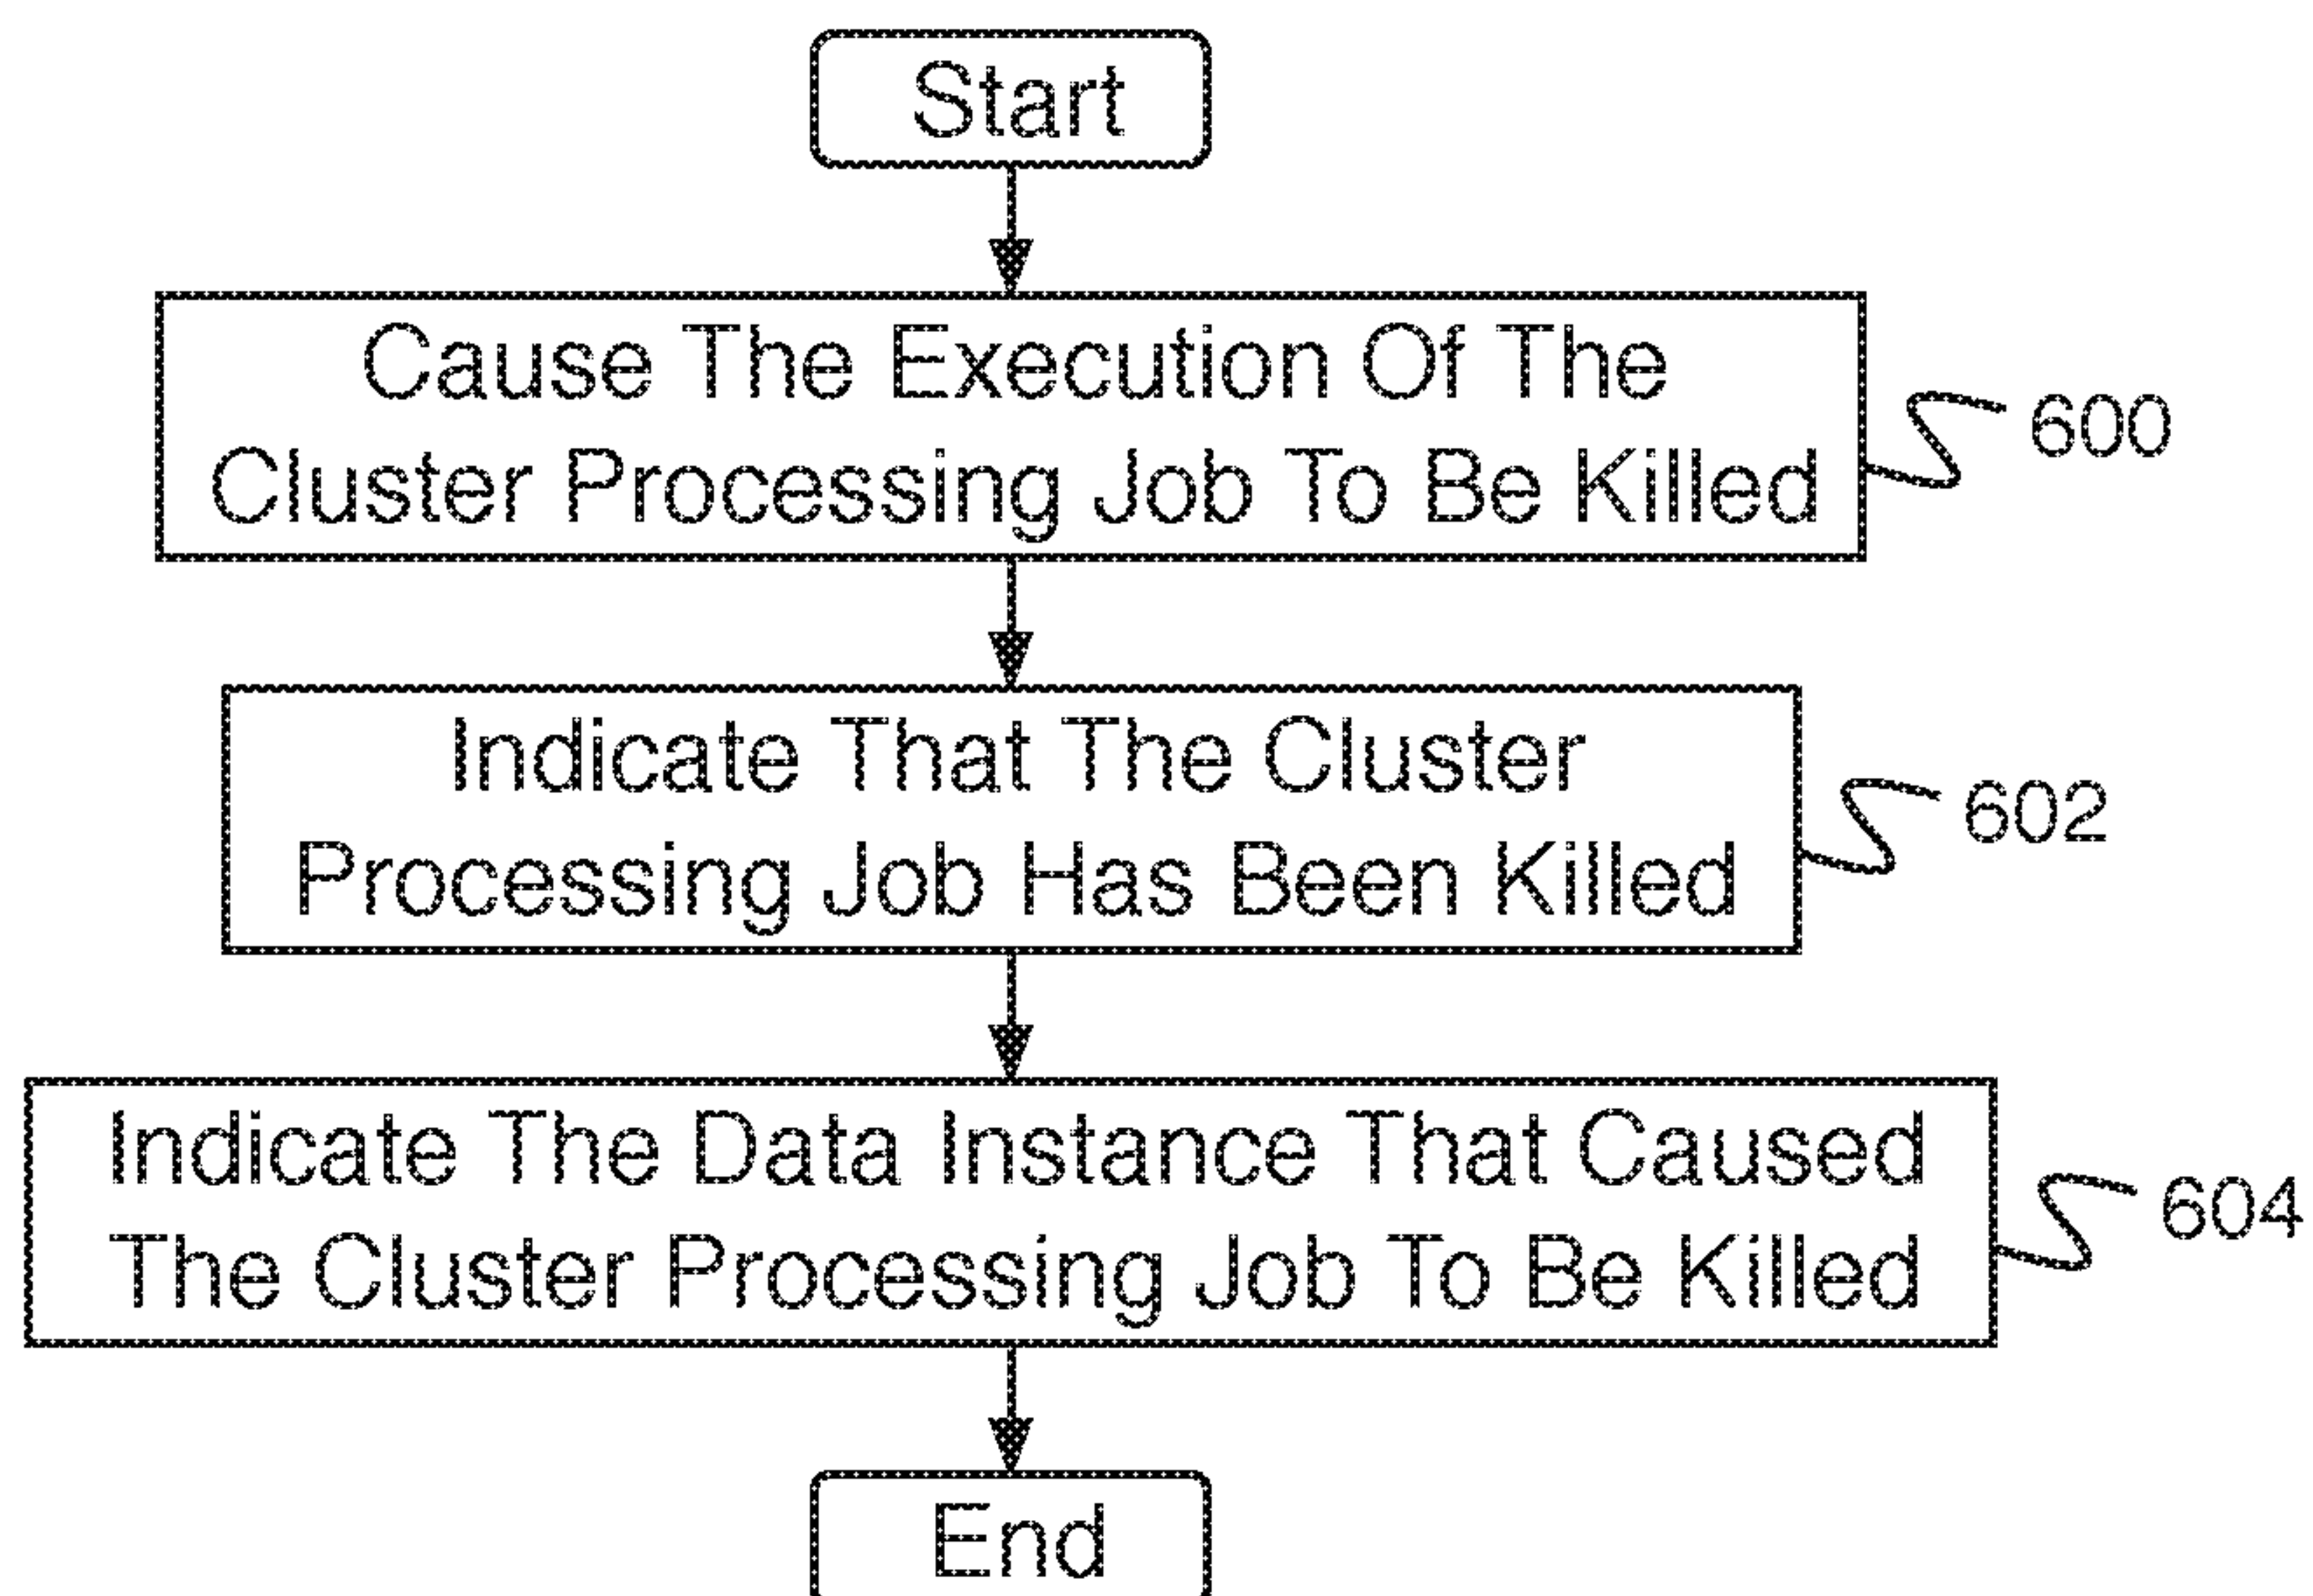 Start
Cause The Execution Of The
Cluster Processing Job To Be Killed
600
Indicate That The Cluster
Processing Job Has Been Killed
602
Indicate The Data Instance That Caused
The Cluster Processing Job To Be Killed
604
End